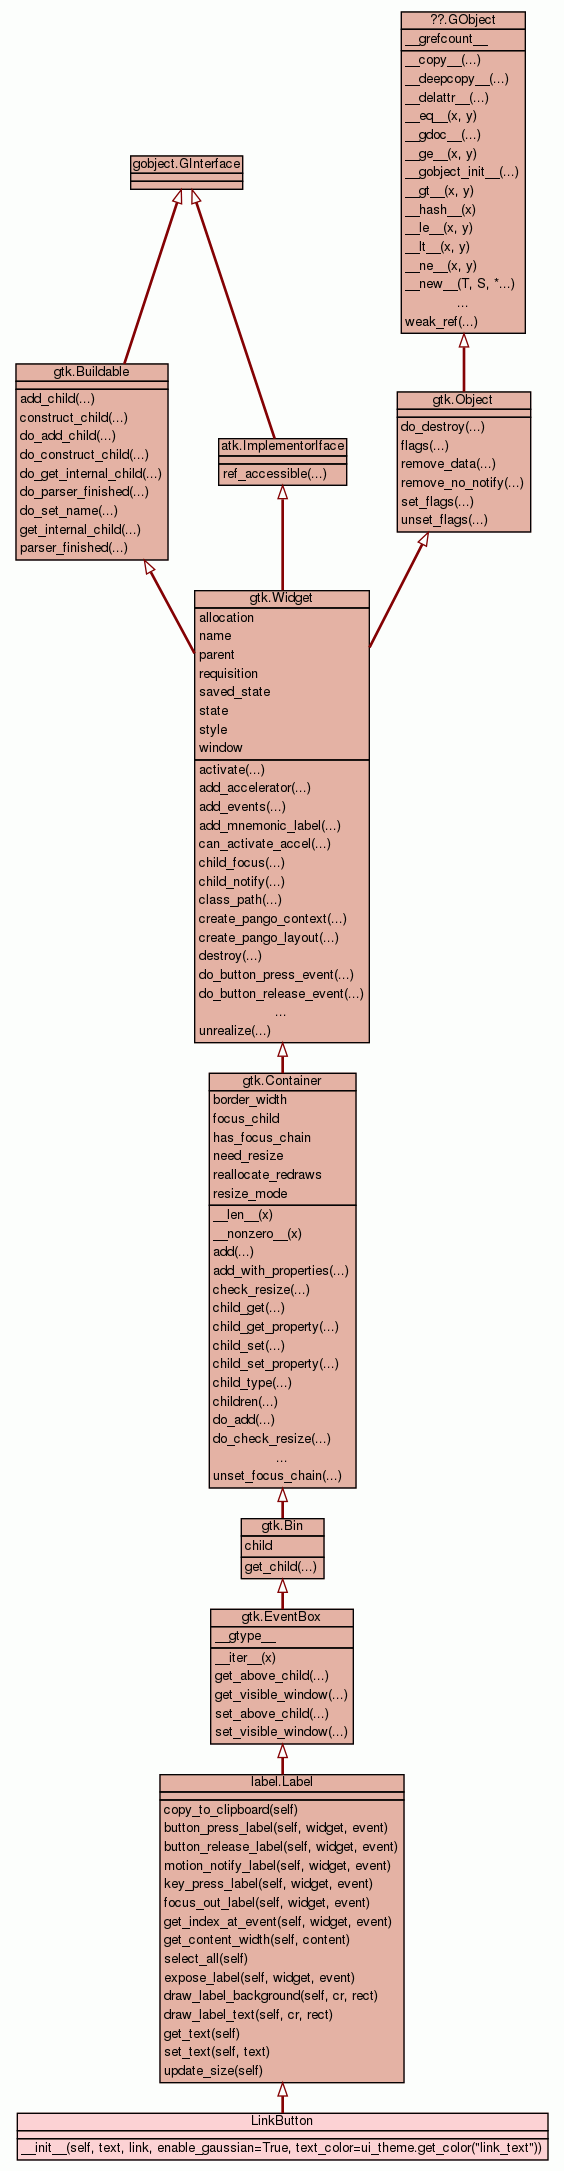 ??.GObject
__grefcount__
__copy__(...)
__deepcopy__(...)
__delattr__(...)
__eq__(x, y)
__gdoc__(...)
__ge__(x, y)
__gobject_init__(...)
__gt__(x, y)
__hash__(x)
__le__(x, y)
__lt__(x, y)
__ne__(x, y)
__new__(T, S, *...)
...
weak_ref(...)
gobject.GInterface
gtk.Buildable
add_child(...)
construct_child(...)
do_add_child(...)
do_construct_child(...)
do_get_internal_child(...)
do_parser_finished(...)
do_set_name(...)
get_internal_child(...)
parser_finished(...)
atk.ImplementorIface
ref_accessible(...)
gtk.Object
do_destroy(...)
flags(...)
remove_data(...)
remove_no_notify(...)
set_flags(...)
unset_flags(...)
gtk.Widget
allocation
name
parent
requisition
saved_state
state
style
window
activate(...)
add_accelerator(...)
add_events(...)
add_mnemonic_label(...)
can_activate_accel(...)
child_focus(...)
child_notify(...)
class_path(...)
create_pango_context(...)
create_pango_layout(...)
destroy(...)
do_button_press_event(...)
do_button_release_event(...)
...
unrealize(...)
gtk.Container
border_width
focus_child
has_focus_chain
need_resize
reallocate_redraws
resize_mode
__len__(x)
__nonzero__(x)
add(...)
add_with_properties(...)
check_resize(...)
child_get(...)
child_get_property(...)
child_set(...)
child_set_property(...)
child_type(...)
children(...)
do_add(...)
do_check_resize(...)
...
unset_focus_chain(...)
gtk.Bin
child
get_child(...)
gtk.EventBox
__gtype__
__iter__(x)
get_above_child(...)
get_visible_window(...)
set_above_child(...)
set_visible_window(...)
label.Label
copy_to_clipboard(self)
button_press_label(self, widget, event)
button_release_label(self, widget, event)
motion_notify_label(self, widget, event)
key_press_label(self, widget, event)
focus_out_label(self, widget, event)
get_index_at_event(self, widget, event)
get_content_width(self, content)
select_all(self)
expose_label(self, widget, event)
draw_label_background(self, cr, rect)
draw_label_text(self, cr, rect)
get_text(self)
set_text(self, text)
update_size(self)
LinkButton
__init__(self, text, link, enable_gaussian=True, text_color=ui_theme.get_color("link_text"))